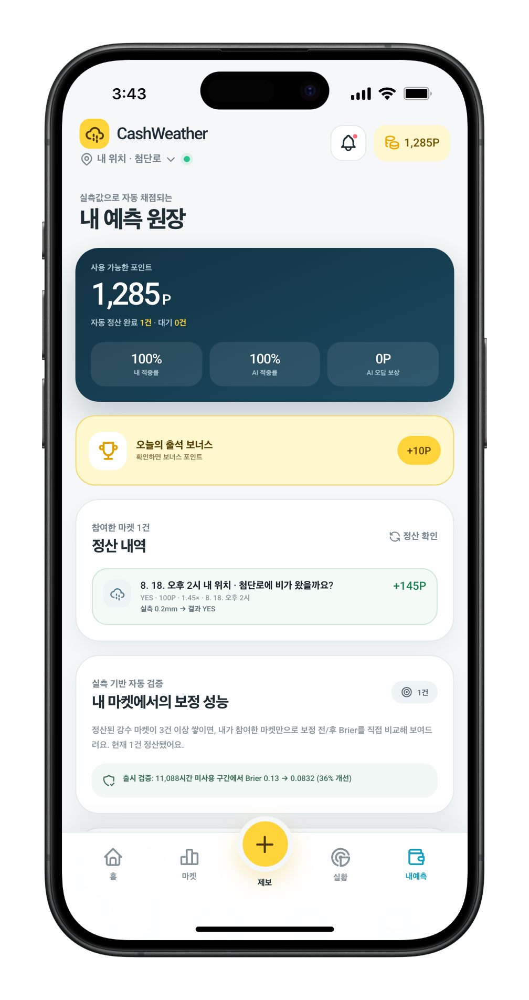 3:43
CashWeather
내 위치 · 첨단로
1,285P
실측값으로 자동 채점되는
내 예측 원장
사용 가능한 포인트
1,285 P
자동 정산 완료 1건 · 대기 0건
100%
내 적중률
100%
AI 적중률
0P
AI 오답 보상
오늘의 출석 보너스
확인하면 보너스 포인트
+10P
참여한 마켓 1건
정산 내역
정산 확인
8. 18. 오후 2시 내 위치 · 첨단로에 비가 왔을까요?
+145P
YES · 100P · 1.45× · 8. 18. 오후 2시
실측 0.2mm → 결과 YES
실측 기반 자동 검증
내 마켓에서의 보정 성능
1건
정산된 강수 마켓이 3건 이상 쌓이면, 내가 참여한 마켓만으로 보정 전/후 Brier를 직접 비교해 보여드
려요. 현재 1건 정산됐어요.
출시 검증: 11,088시간 미사용 구간에서 Brier 0.13 → 0.0832 (36% 개선)
홈
마켓
제보
실황
내예측